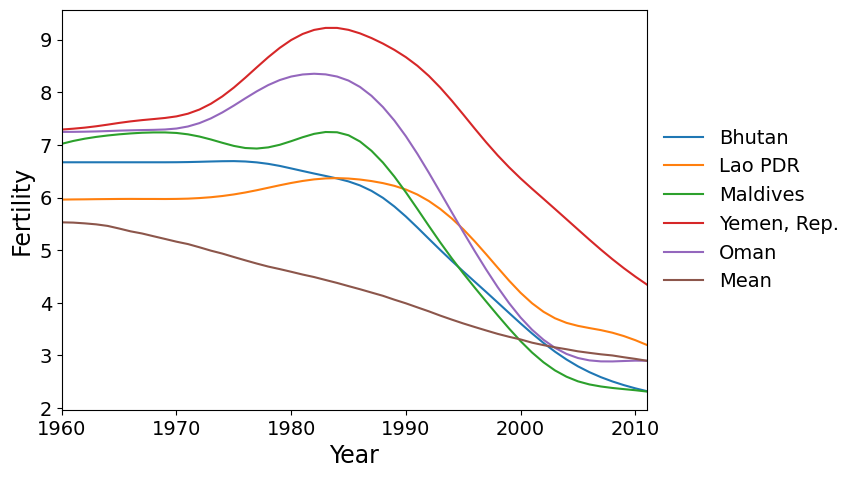 9
8
7
6
5
4
3
2
Fertility
1960 1970 1980 1990 2000 2010
Year
Bhutan
Lao PDR
Maldives
Yemen, Rep.
Oman
Mean